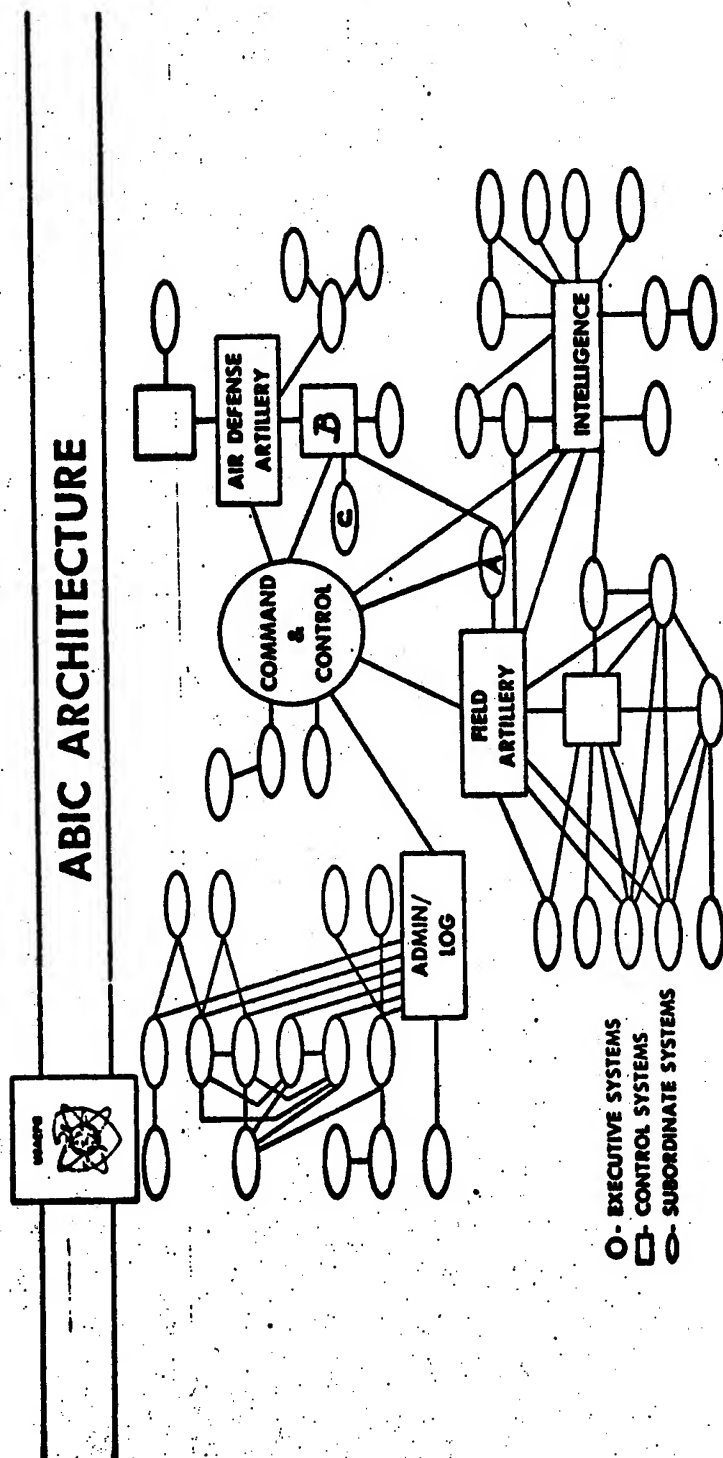 ABIC ARCHITECTURE
AIR DEFENSE
ARTILLERY
COMMAND
&
CONTROL
B
C
A
ADMIN/
LOG
FIELD
ARTILLERY
INTELLIGENCE
O- EXECUTIVE SYSTEMS
CONTROL SYSTEMS
SUBORDINATE SYSTEMS